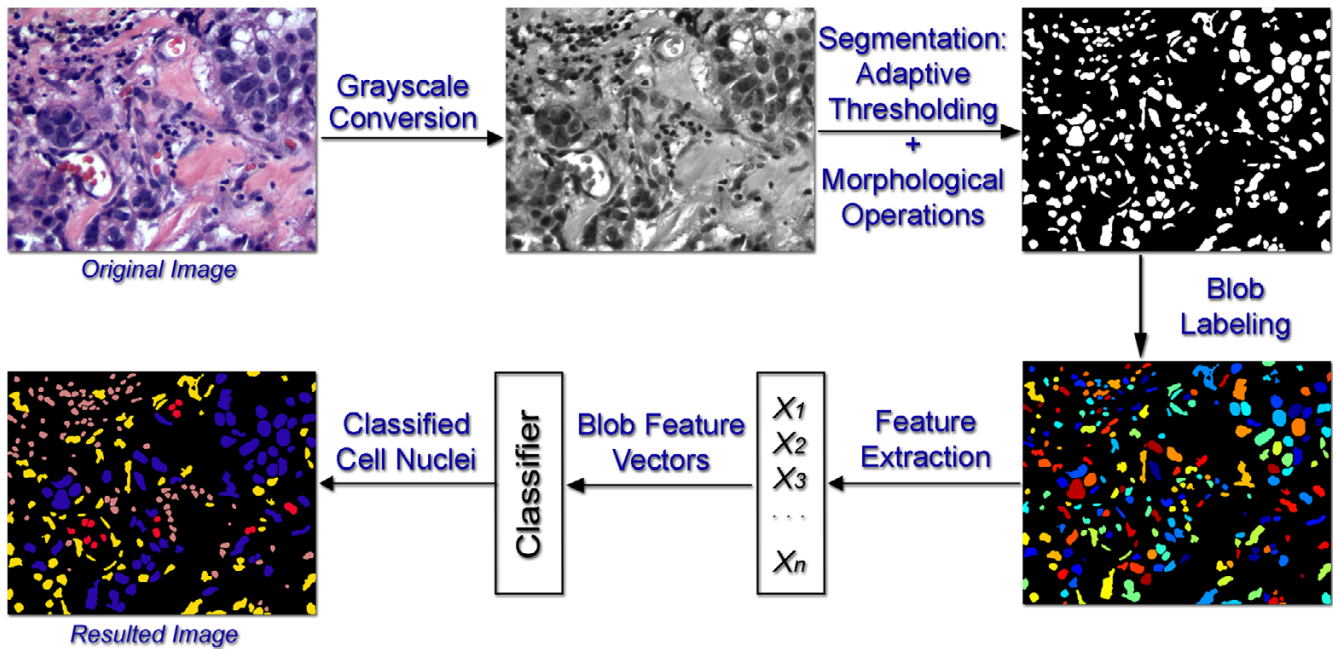 Grayscale
Conversion
Segmentation:
Adaptive
Thresholding
+
Morphological
Operations
Original Image
Blob
Labeling
Feature
Extraction
X1
X2
X3
. . .
Xn
Blob Feature
Vectors
Classifier
Classified
Cell Nuclei
Resulted Image